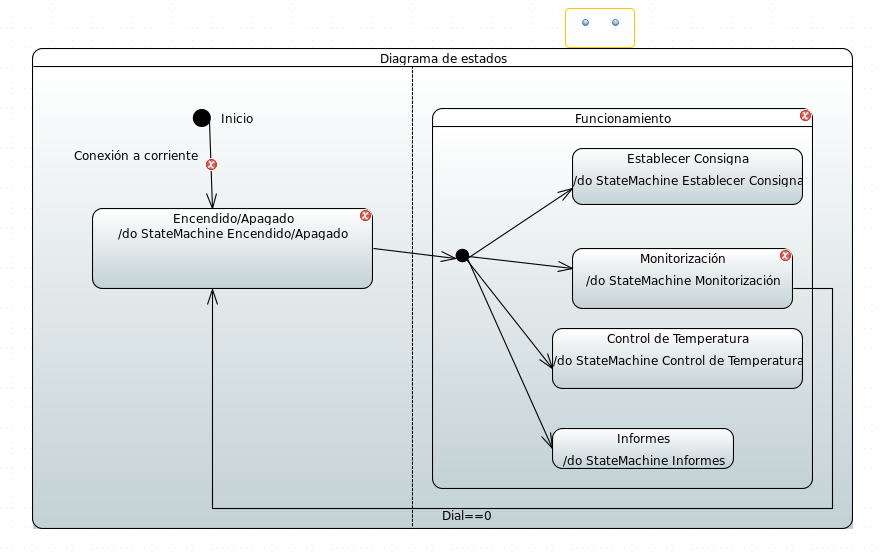 Diagrama de estados
Inicio
Conexión a corriente
Encendido/Apagado
/do StateMachine Encendido/Apagado
Funcionamiento
Establecer Consigna
/do StateMachine Establecer Consigna
Monitorización
/do StateMachine Monitorización
Control de Temperatura
/do StateMachine Control de Temperatura
Informes
/do StateMachine Informes
Dial==0